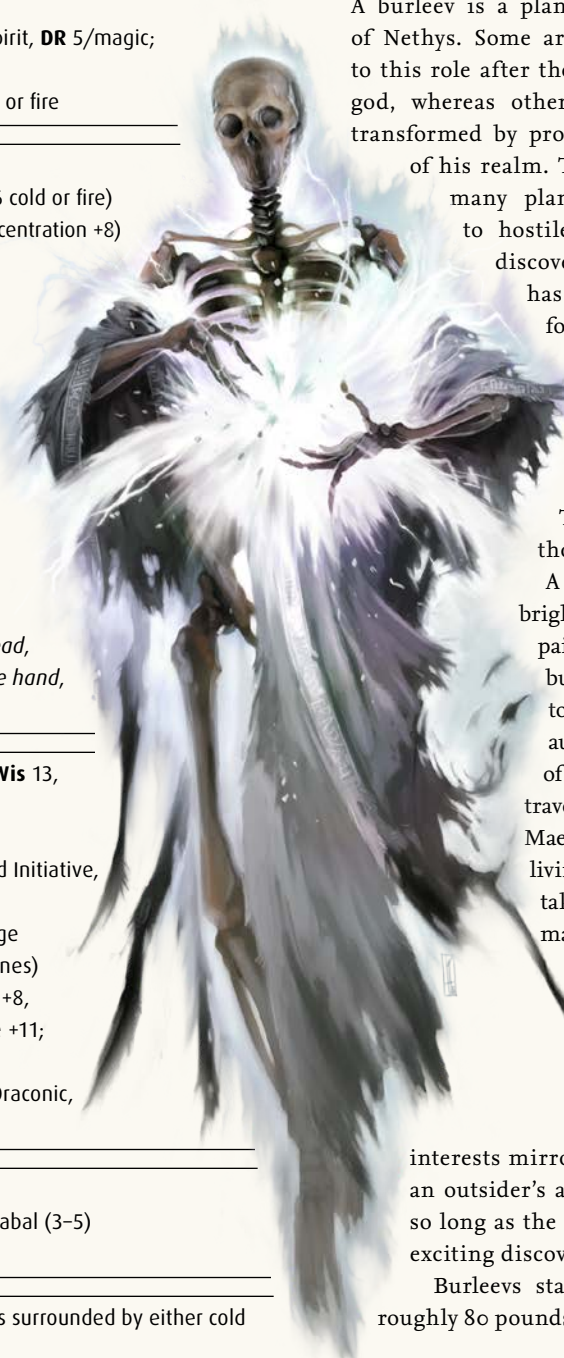 pirit, DR 5/magic;
or fire
6 cold or fire)
centration +8)
ead,
e hand,
Wis 13,
d Initiative,
ge
nes)
+8,
e +11;
Draconic,
abal (3–5)
s surrounded by either cold
A burleev is a plan
of Nethys. Some ar
to this role after the
god, whereas other
transformed by pro
of his realm. T
many plan
to hostile
discove
has
fo
T
tho
A
brigh
pai
bu
to
au
of
trave
Mae
livi
tal
ma
interests mirro
an outsider's a
so long as the
exciting discov
Burleevs sta
roughly 80 pounds